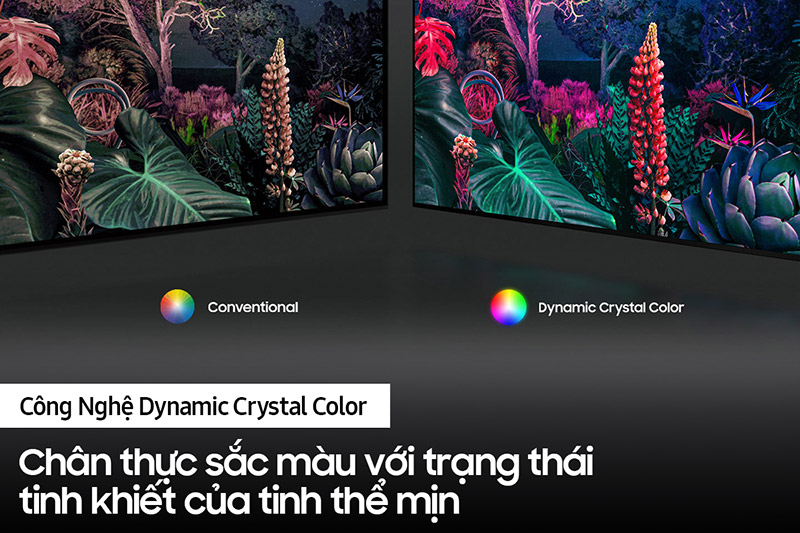 Conventional
Dynamic Crystal Color
Công Nghệ Dynamic Crystal Color
Chân thực sắc màu với trạng thái
tinh khiết của tinh thể mịn